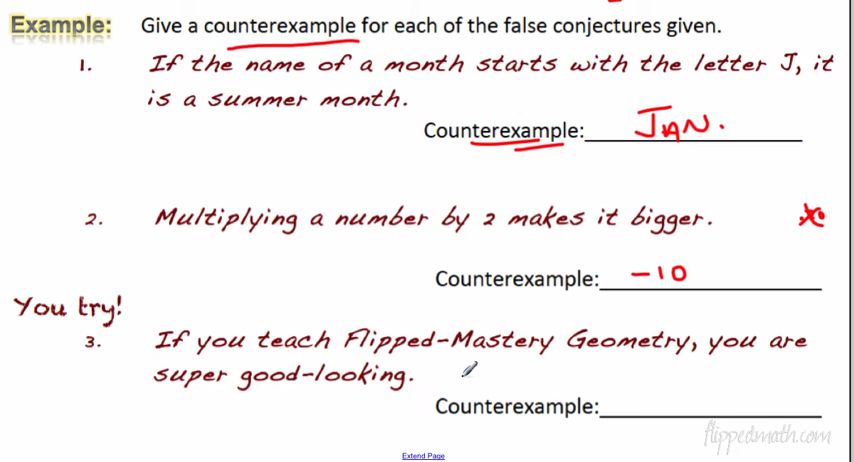 Example: Give a counterexample for each of the false conjectures given.
1. If the name of a month starts with the letter J, it
is a summer month.
Counterexample: JAN.
2. Multiplying a number by 2 makes it bigger.
Counterexample: -10
You try!
3. If you teach Flipped-Mastery Geometry, you are
super good-looking.
Counterexample:
flippedmath.com
Extend Page